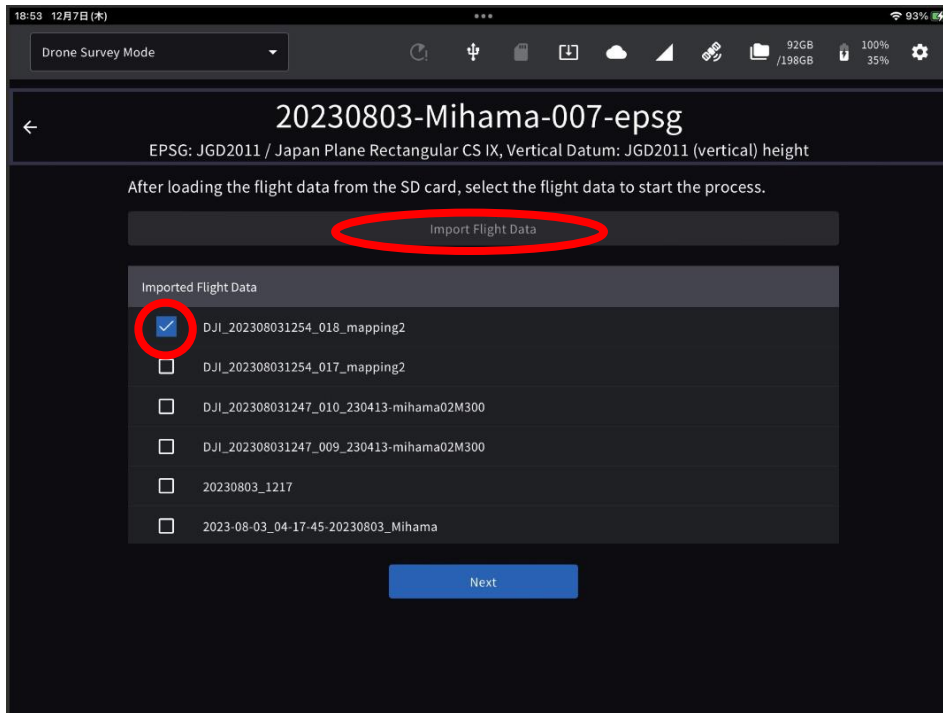 18:53 12月7日(木)
93%
Drone Survey Mode
92GB
/198GB
100%
35%
20230803-Mihama-007-epsg
EPSG: JGD2011 / Japan Plane Rectangular CS IX, Vertical Datum: JGD2011 (vertical) height
After loading the flight data from the SD card, select the flight data to start the process.
Import Flight Data
Imported Flight Data
DJI_202308031254_018_mapping2
DJI_202308031254_017_mapping2
DJI_202308031247_010_230413-mihama02M300
DJI_202308031247_009_230413-mihama02M300
20230803_1217
2023-08-03_04-17-45-20230803_Mihama
Next